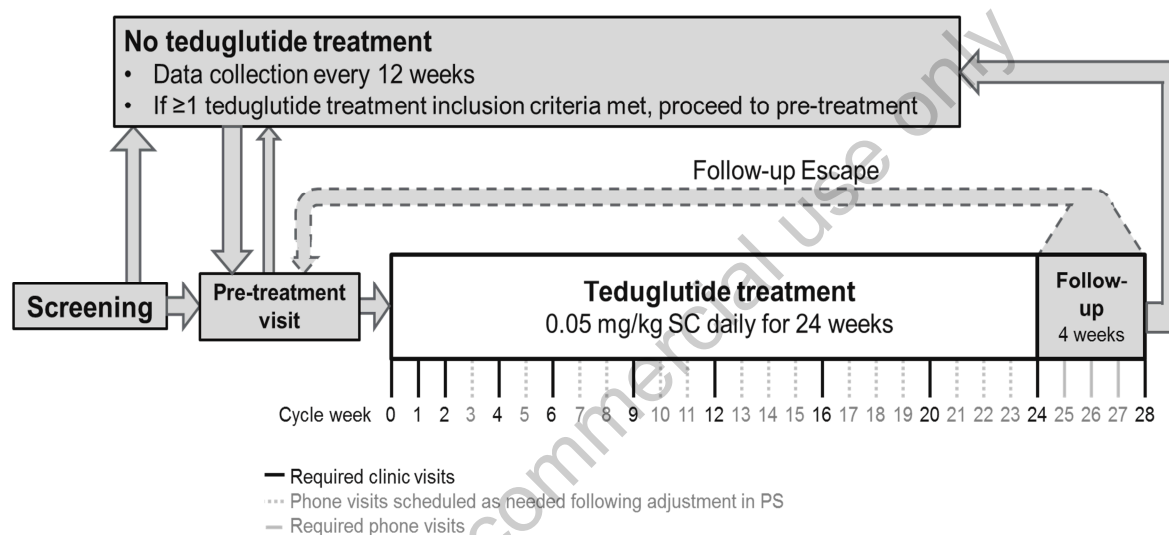 No teduglutide treatment
• Data collection every 12 weeks
• If ≥1 teduglutide treatment inclusion criteria met, proceed to pre-treatment
Follow-up Escape
Screening
Pre-treatment
visit
Teduglutide treatment
0.05 mg/kg SC daily for 24 weeks
Follow-
up
4 weeks
Cycle week 0 1 2 3 4 5 6 7 8 9 10 11 12 13 14 15 16 17 18 19 20 21 22 23 24 25 26 27 28
Required clinic visits
Phone visits scheduled as needed following adjustment in PS
Required phone visits
commercial use only